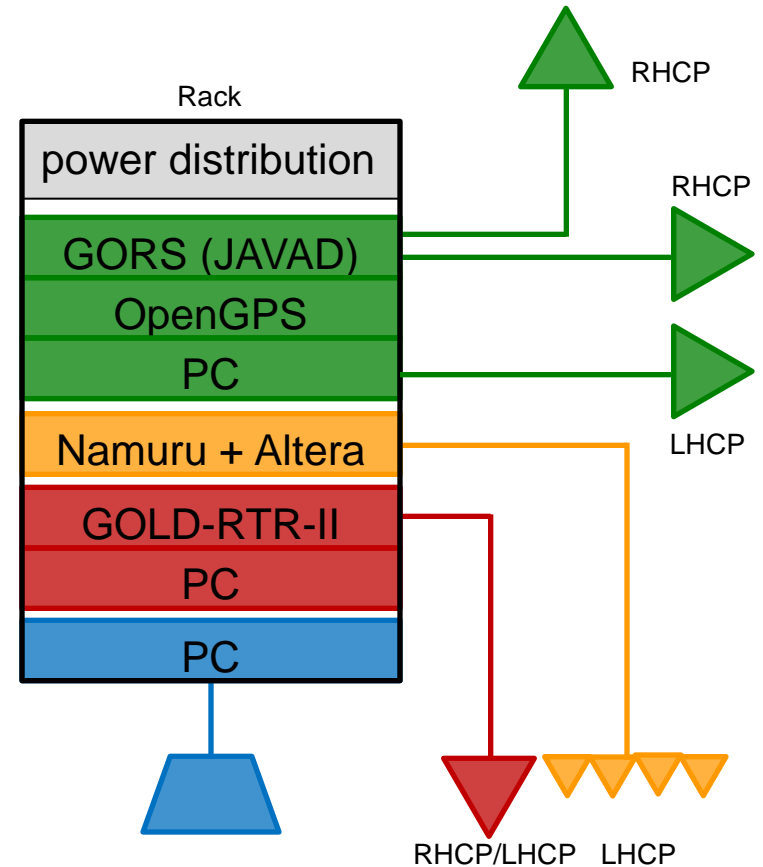 RHCP
Rack
power distribution
RHCP
GORS (JAVAD)
OpenGPS
PC
LHCP
Namuru + Altera
GOLD-RTR-II
PC
PC
RHCP/LHCP LHCP